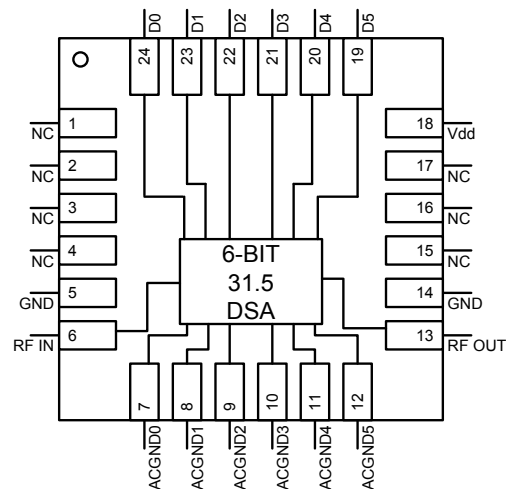 D0 D1 D2 D3 D4 D5
24 23 22 21 20 19
NC 1
NC 2
NC 3
NC 4
GND 5
RF IN 6
18 Vdd
17 NC
16 NC
15 NC
14 GND
13 RF OUT
6-BIT
31.5
DSA
7 8 9 10 11 12
ACGND0 ACGND1 ACGND2 ACGND3 ACGND4 ACGND5